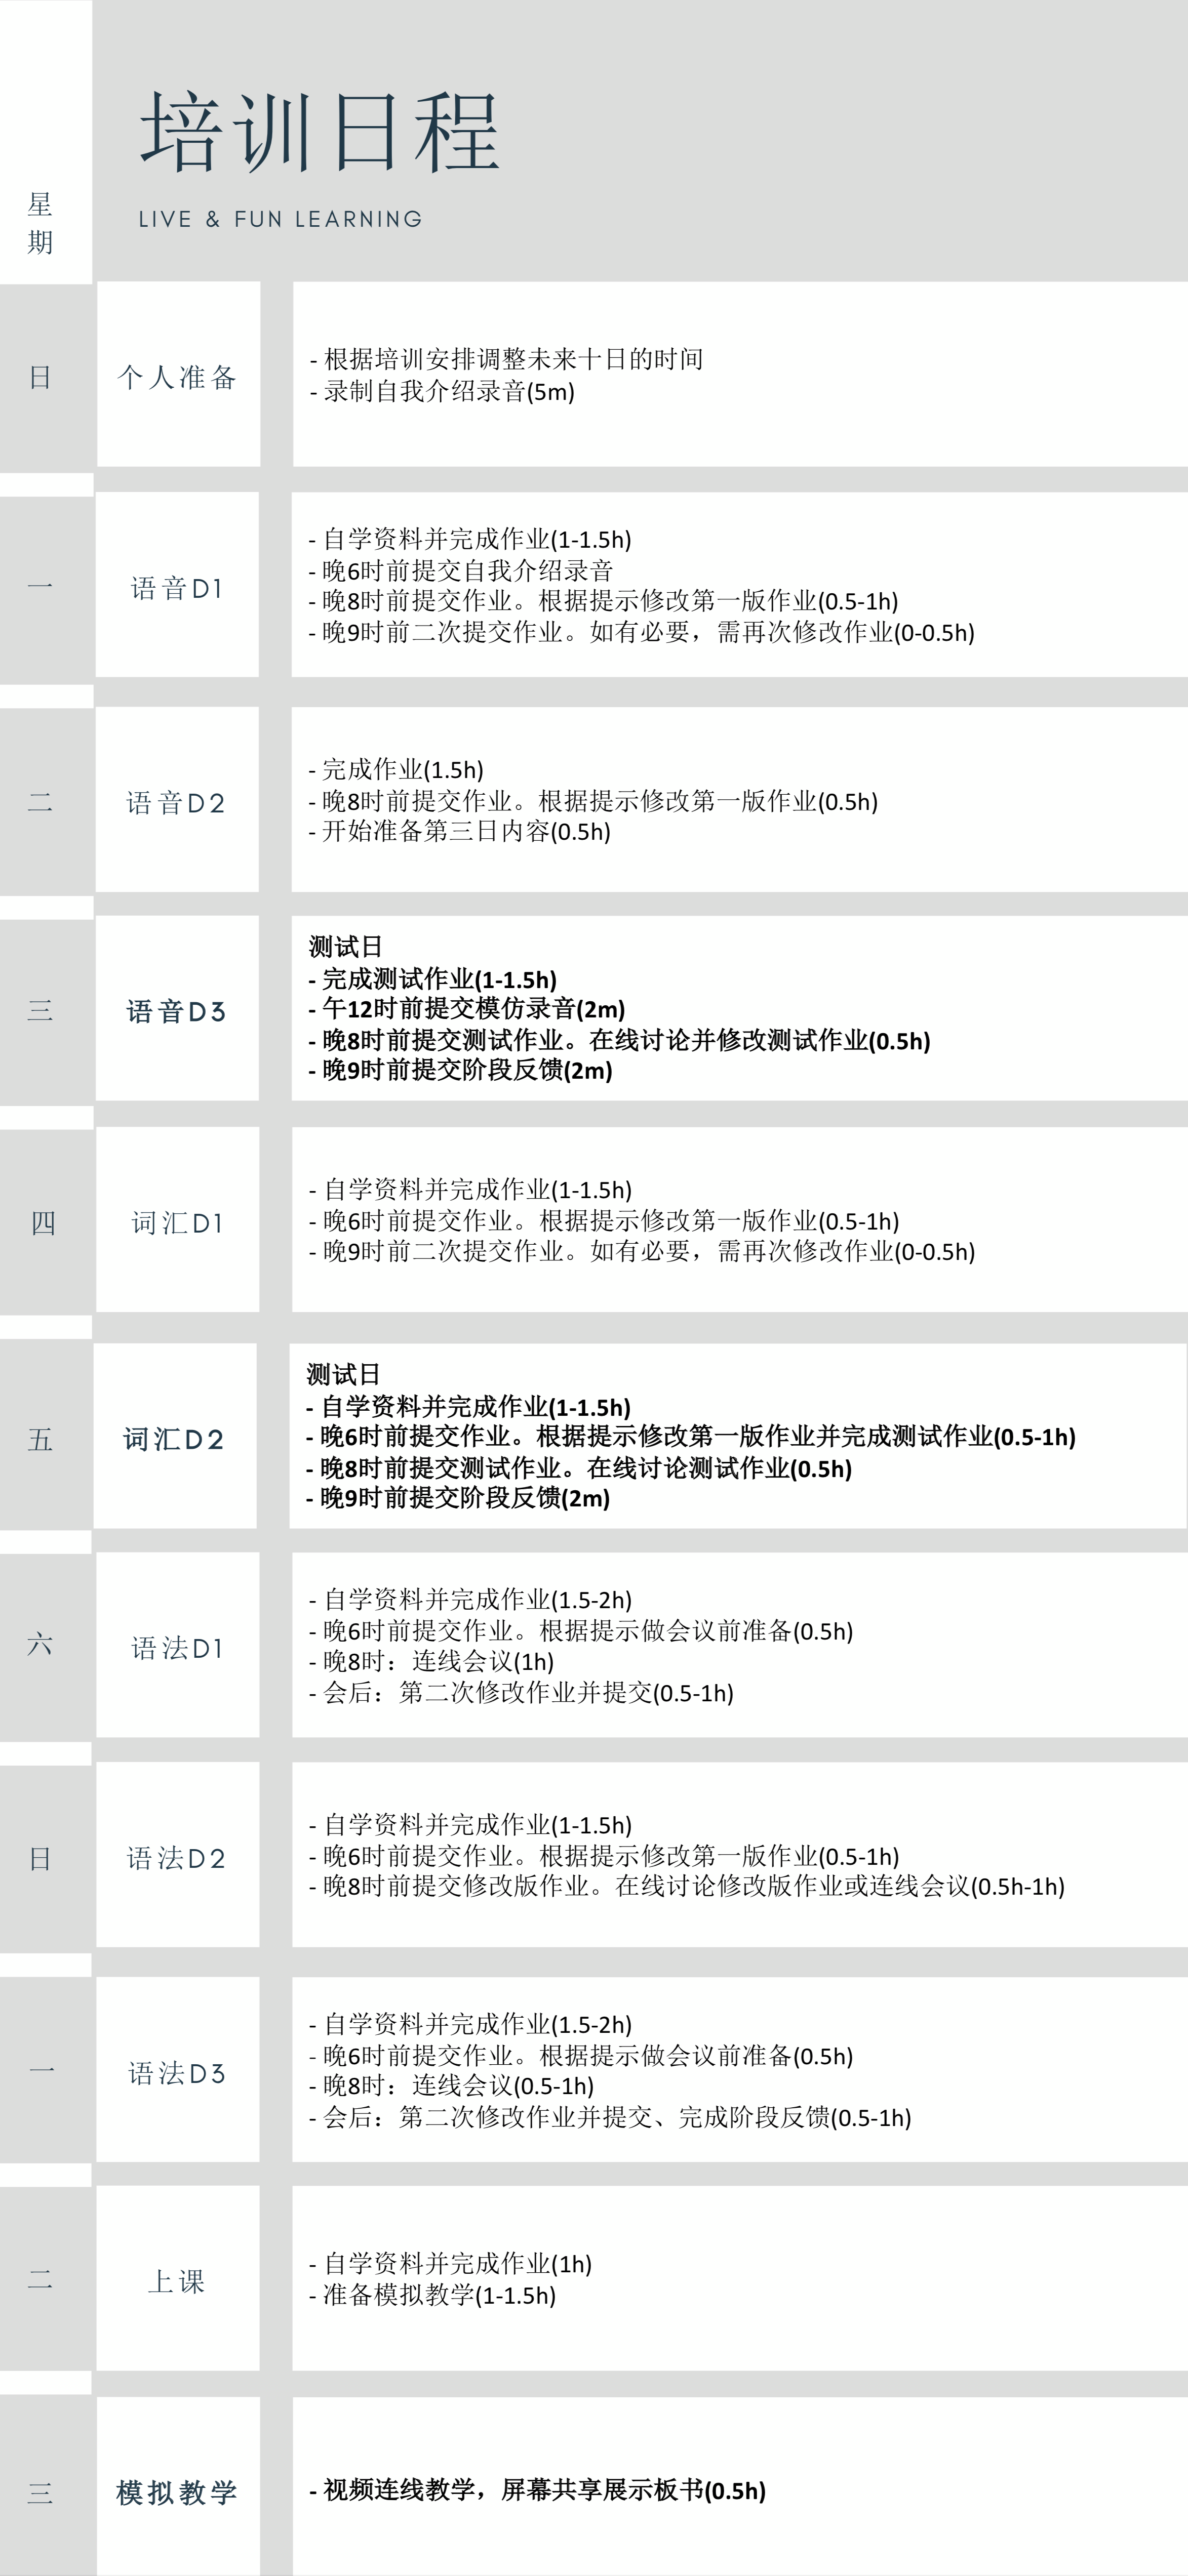 星
期
培训日程
LIVE & FUN LEARNING
日
个人准备
- 根据培训安排调整未来十日的时间
- 录制自我介绍录音(5m)
一
语音D1
- 自学资料并完成作业(1-1.5h)
- 晚6时前提交自我介绍录音
- 晚8时前提交作业。根据提示修改第一版作业(0.5-1h)
- 晚9时前二次提交作业。如有必要，需再次修改作业(0-0.5h)
二
语音D2
- 完成作业(1.5h)
- 晚8时前提交作业。根据提示修改第一版作业(0.5h)
- 开始准备第三日内容(0.5h)
三
语音D3
测试日
- 完成测试作业(1-1.5h)
- 午12时前提交模仿录音(2m)
- 晚8时前提交测试作业。在线讨论并修改测试作业(0.5h)
- 晚9时前提交阶段反馈(2m)
四
词汇D1
- 自学资料并完成作业(1-1.5h)
- 晚6时前提交作业。根据提示修改第一版作业(0.5-1h)
- 晚9时前二次提交作业。如有必要，需再次修改作业(0-0.5h)
五
词汇D2
测试日
- 自学资料并完成作业(1-1.5h)
- 晚6时前提交作业。根据提示修改第一版作业并完成测试作业(0.5-1h)
- 晚8时前提交测试作业。在线讨论测试作业(0.5h)
- 晚9时前提交阶段反馈(2m)
六
语法D1
- 自学资料并完成作业(1.5-2h)
- 晚6时前提交作业。根据提示做会议前准备(0.5h)
- 晚8时：连线会议(1h)
- 会后：第二次修改作业并提交(0.5-1h)
日
语法D2
- 自学资料并完成作业(1-1.5h)
- 晚6时前提交作业。根据提示修改第一版作业(0.5-1h)
- 晚8时前提交修改版作业。在线讨论修改版作业或连线会议(0.5h-1h)
一
语法D3
- 自学资料并完成作业(1.5-2h)
- 晚6时前提交作业。根据提示做会议前准备(0.5h)
- 晚8时：连线会议(0.5-1h)
- 会后：第二次修改作业并提交、完成阶段反馈(0.5-1h)
二
上课
- 自学资料并完成作业(1h)
- 准备模拟教学(1-1.5h)
三
模拟教学
- 视频连线教学，屏幕共享展示板书(0.5h)